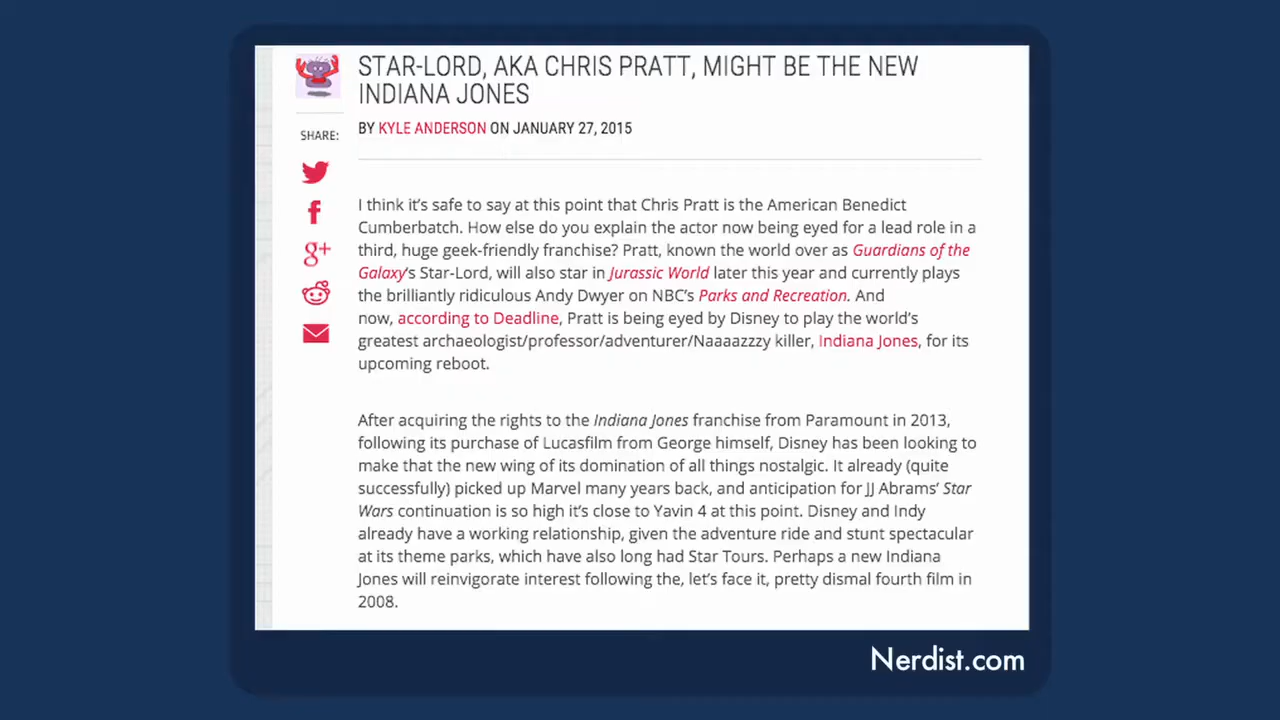 STAR-LORD, AKA CHRIS PRATT, MIGHT BE THE NEW
INDIANA JONES
BY KYLE ANDERSON ON JANUARY 27, 2015
SHARE:
I think it’s safe to say at this point that Chris Pratt is the American Benedict
Cumberbatch. How else do you explain the actor now being eyed for a lead role in a
third, huge geek-friendly franchise? Pratt, known the world over as Guardians of the
Galaxy’s Star-Lord, will also star in Jurassic World later this year and currently plays
the brilliantly ridiculous Andy Dwyer on NBC’s Parks and Recreation. And
now, according to Deadline, Pratt is being eyed by Disney to play the world’s
greatest archaeologist/professor/adventurer/Naaaazzzy killer, Indiana Jones, for its
upcoming reboot.
After acquiring the rights to the Indiana Jones franchise from Paramount in 2013,
following its purchase of Lucasfilm from George himself, Disney has been looking to
make that the new wing of its domination of all things nostalgic. It already (quite
successfully) picked up Marvel many years back, and anticipation for JJ Abrams’ Star
Wars continuation is so high it’s close to Yavin 4 at this point. Disney and Indy
already have a working relationship, given the adventure ride and stunt spectacular
at its theme parks, which have also long had Star Tours. Perhaps a new Indiana
Jones will reinvigorate interest following the, let’s face it, pretty dismal fourth film in
2008.
Nerdist.com